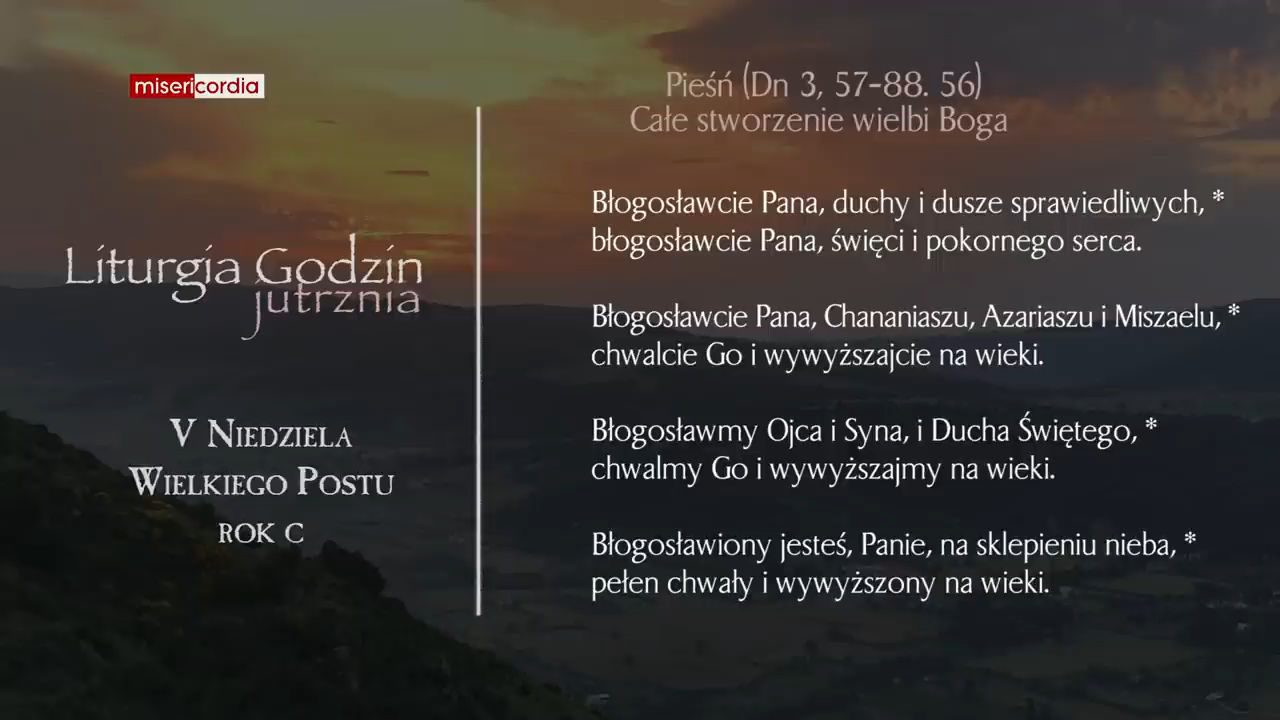 misericordia
Liturgia Godzin
jutrznia
V Niedziela
Wielkiego Postu
rok C
Pieśń (Dn 3, 57-88. 56)
Całe stworzenie wielbi Boga
Błogosławcie Pana, duchy i dusze sprawiedliwych, *
błogosławcie Pana, święci i pokornego serca.
Błogosławcie Pana, Chananiaszu, Azariaszu i Miszaelu, *
chwalcie Go i wywyższajcie na wieki.
Błogosławmy Ojca i Syna, i Ducha Świętego, *
chwalmy Go i wywyższajmy na wieki.
Błogosławiony jesteś, Panie, na sklepieniu nieba, *
pełen chwały i wywyższony na wieki.